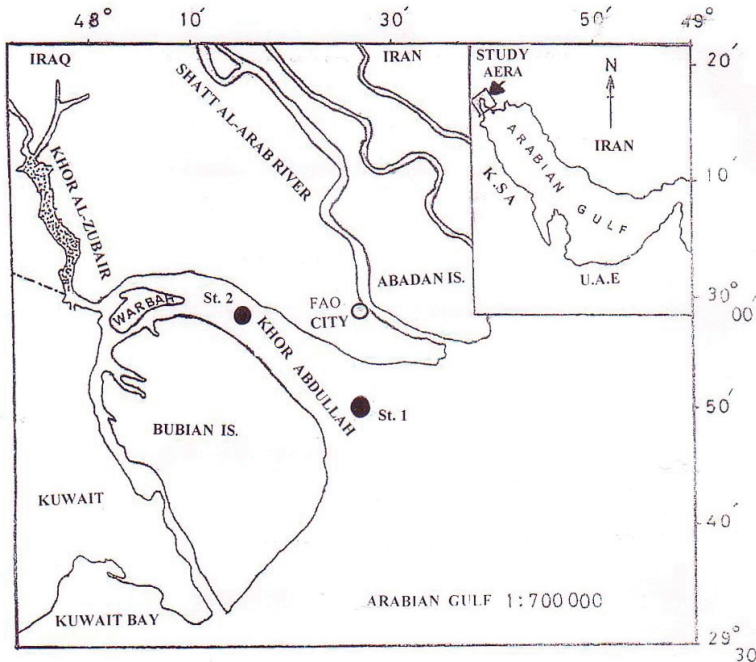 48° 10′ 30′ 50′ 49°
IRAQ
SHATT AL-ARAB RIVER
IRAN
STUDY
AERA
N
IRAN
ARABIAN GULF
K.SA
U.A.E
20′
10′
30°
00′
50′
40′
29°
30
KHOR AL-ZUBAIR
WARBAH
St. 2
FAO
CITY
ABADAN IS.
KHOR ABDULLAH
St. 1
BUBIAN IS.
KUWAIT
KUWAIT BAY
ARABIAN GULF 1:700 000